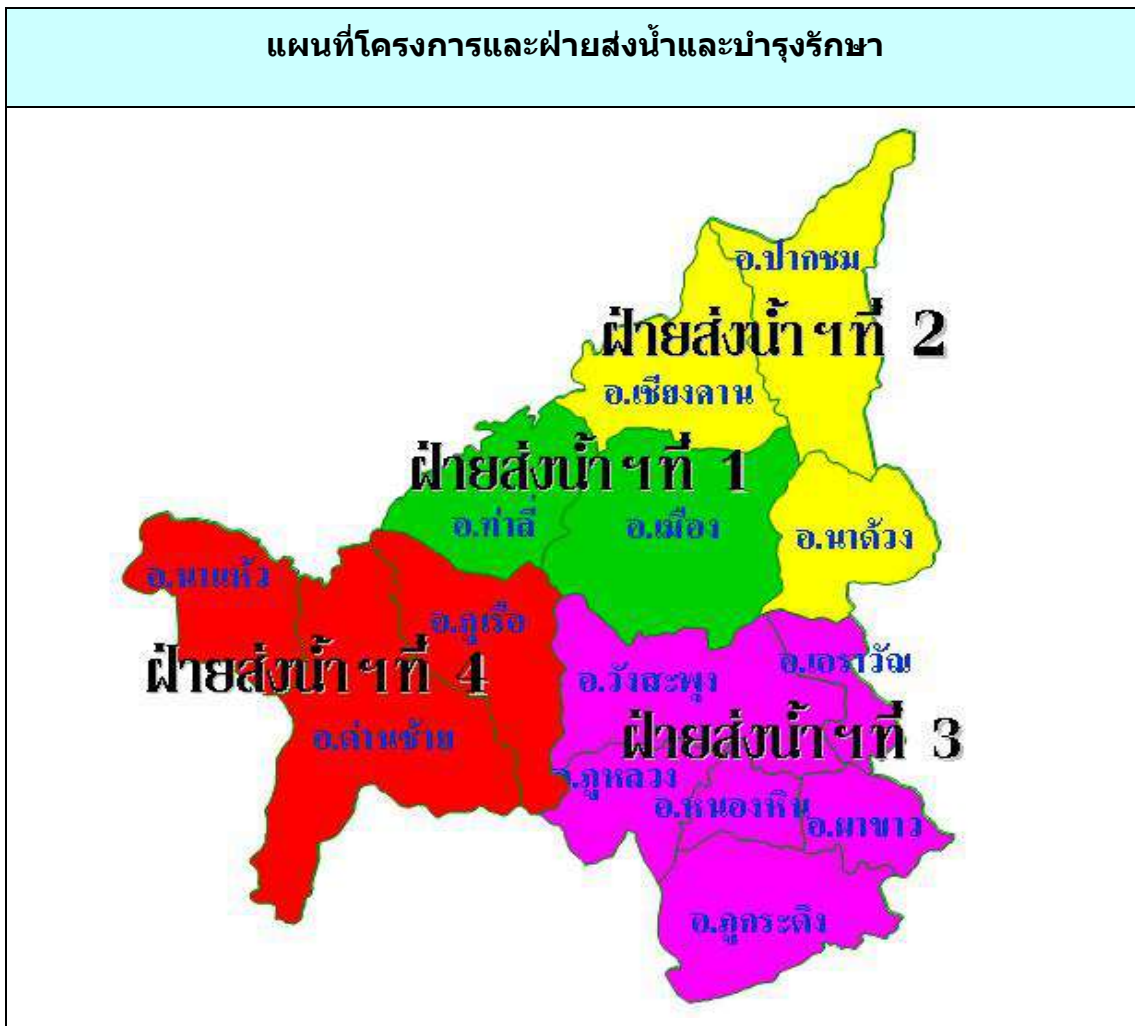 แผนที่โครงการและฝ่ายส่งน้ำและบำรุงรักษา
อ.ปากชม
ฝ่ายส่งน้ำฯที่ 2
อ.เชียงคาน
ฝ่ายส่งน้ำฯที่ 1
อ.ท่าลี่
อ.เมือง
อ.นาด้วง
อ.นาแห้ว
อ.ภูเรือ
ฝ่ายส่งน้ำฯที่ 4
อ.วังสะพุง
อ.เอราวัณ
อ.ด่านซ้าย
ฝ่ายส่งน้ำฯที่ 3
อ.ภูหลวง
อ.หนองหิน
อ.ผาขาว
อ.ภูกระดึง